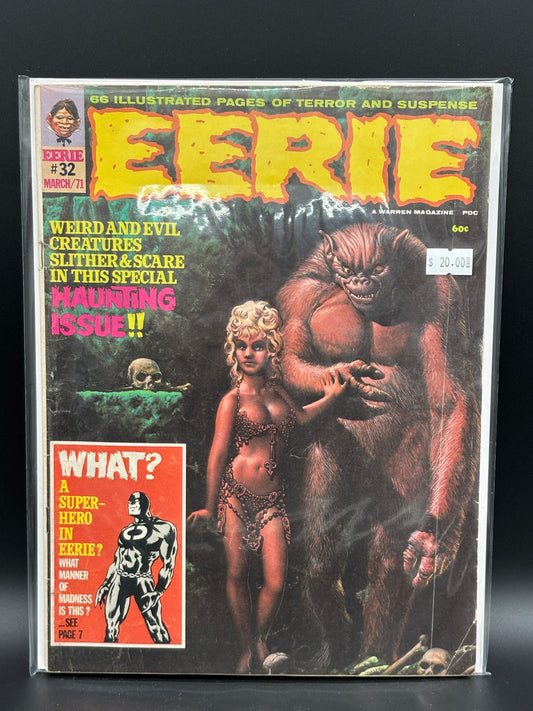 66 ILLUSTRATED PAGES OF TERROR AND SUSPENSE
EERIE
EERIE
#32
MARCH/71
A WARREN MAGAZINE PDC
60¢
$ 20.00
WEIRD AND EVIL
CREATURES
SLITHER & SCARE
IN THIS SPECIAL
HAUNTING
ISSUE!!
WHAT?
A
SUPER-
HERO
IN
EERIE?
WHAT
MANNER
OF
MADNESS
IS THIS?
...SEE
PAGE 7